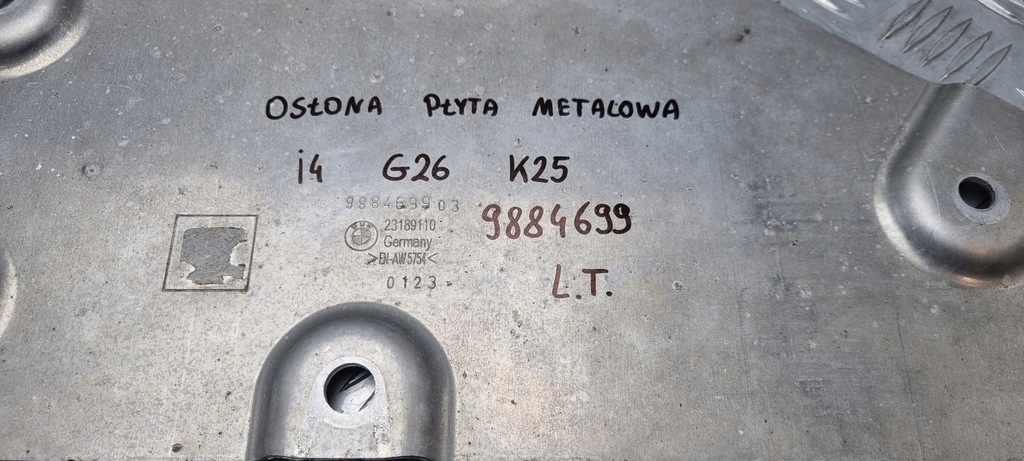 OSŁONA PŁYTA METALOWA
i4 G26 K25
988469903
9884699
23189110
Germany
>EN-AW5754<
0123
L.T.